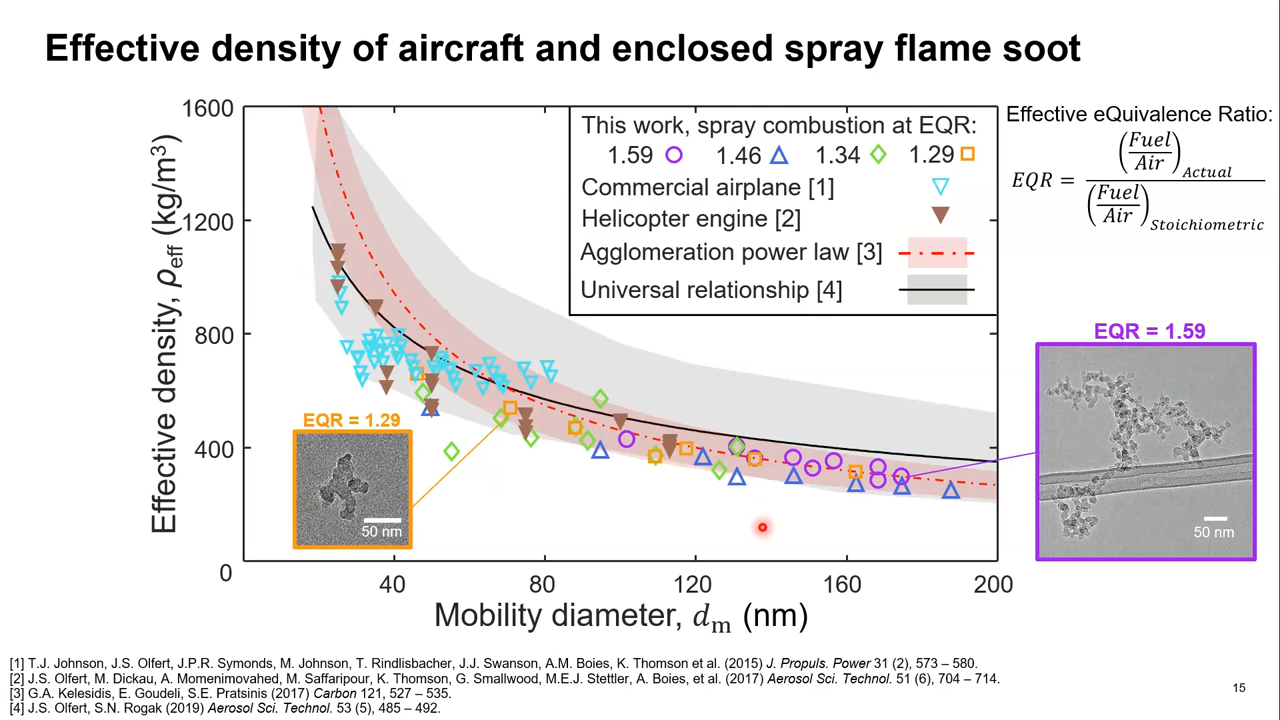 Effective density of aircraft and enclosed spray flame soot
1600
1200
800
400
0
40
80
120
160
200
Effective density, ρeff (kg/m³)
Mobility diameter, dm (nm)
This work, spray combustion at EQR:
1.59 1.46 1.34 1.29
Commercial airplane [1]
Helicopter engine [2]
Agglomeration power law [3]
Universal relationship [4]
EQR = 1.29
50 nm
Effective eQuivalence Ratio:
EQR = (Fuel/Air)Actual / (Fuel/Air)Stoichiometric
EQR = 1.59
50 nm
[1] T.J. Johnson, J.S. Olfert, J.P.R. Symonds, M. Johnson, T. Rindlisbacher, J.J. Swanson, A.M. Boies, K. Thomson et al. (2015) J. Propuls. Power 31 (2), 573 – 580.
[2] J.S. Olfert, M. Dickau, A. Momenimovahed, M. Saffaripour, K. Thomson, G. Smallwood, M.E.J. Stettler, A. Boies, et al. (2017) Aerosol Sci. Technol. 51 (6), 704 – 714.
[3] G.A. Kelesidis, E. Goudeli, S.E. Pratsinis (2017) Carbon 121, 527 – 535.
[4] J.S. Olfert, S.N. Rogak (2019) Aerosol Sci. Technol. 53 (5), 485 – 492.
15